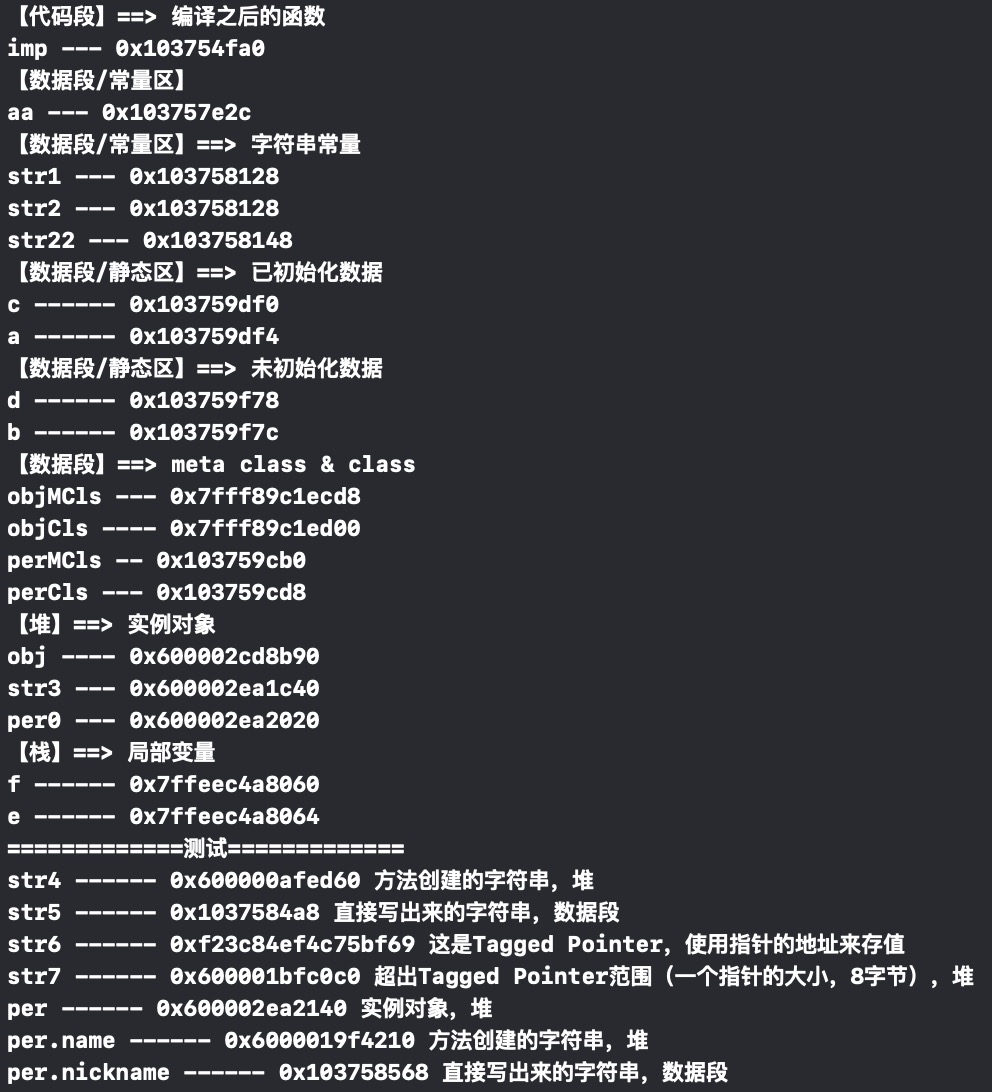 【代码段】==> 编译之后的函数
imp --- 0x103754fa0
【数据段/常量区】
aa --- 0x103757e2c
【数据段/常量区】==> 字符串常量
str1 --- 0x103758128
str2 --- 0x103758128
str22 --- 0x103758148
【数据段/静态区】==> 已初始化数据
c ------ 0x103759df0
a ------ 0x103759df4
【数据段/静态区】==> 未初始化数据
d ------ 0x103759f78
b ------ 0x103759f7c
【数据段】==> meta class & class
objMCls --- 0x7fff89c1ecd8
objCls ---- 0x7fff89c1ed00
perMCls -- 0x103759cb0
perCls --- 0x103759cd8
【堆】==> 实例对象
obj ---- 0x600002cd8b90
str3 --- 0x600002ea1c40
per0 --- 0x600002ea2020
【栈】==> 局部变量
f ------ 0x7ffeec4a8060
e ------ 0x7ffeec4a8064
=============测试=============
str4 ------ 0x600000afed60 方法创建的字符串，堆
str5 ------ 0x1037584a8 直接写出来的字符串，数据段
str6 ------ 0xf23c84ef4c75bf69 这是Tagged Pointer，使用指针的地址来存值
str7 ------ 0x600001bfc0c0 超出Tagged Pointer范围（一个指针的大小，8字节），堆
per ------ 0x600002ea2140 实例对象，堆
per.name ------ 0x6000019f4210 方法创建的字符串，堆
per.nickname ------ 0x103758568 直接写出来的字符串，数据段